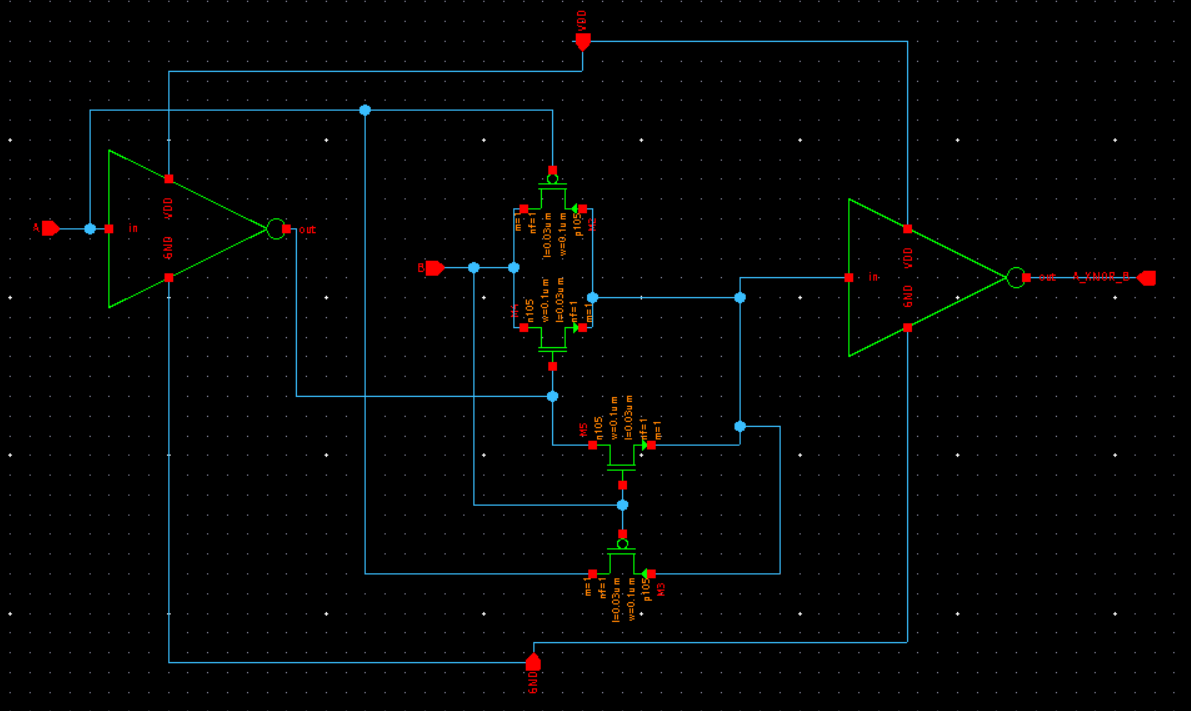 VDD
A
in
VDD
GND
out
m=1
nf=1
l=0.03u m
w=0.1u m
p105
M2
B
M4
n105
w=0.1u m
l=0.03u m
nf=1
m=1
in
VDD
GND
out
A_XNOR_B
M5
n105
w=0.1u m
l=0.03u m
nf=1
m=1
m=1
nf=1
l=0.03u m
w=0.1u m
p105
M3
GND